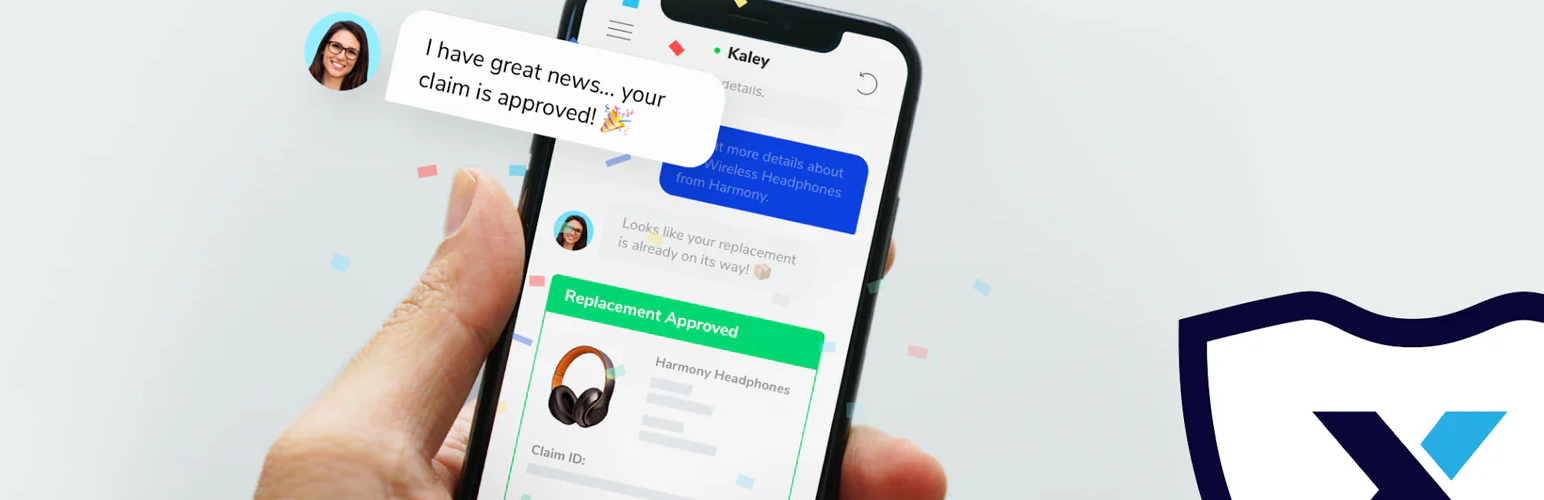 I have great news... your
claim is approved! 🎉
Kaley
details.
more details about
Wireless Headphones
from Harmony.
Looks like your replacement
is already on its way! 📦
Replacement Approved
Harmony Headphones
Claim ID: